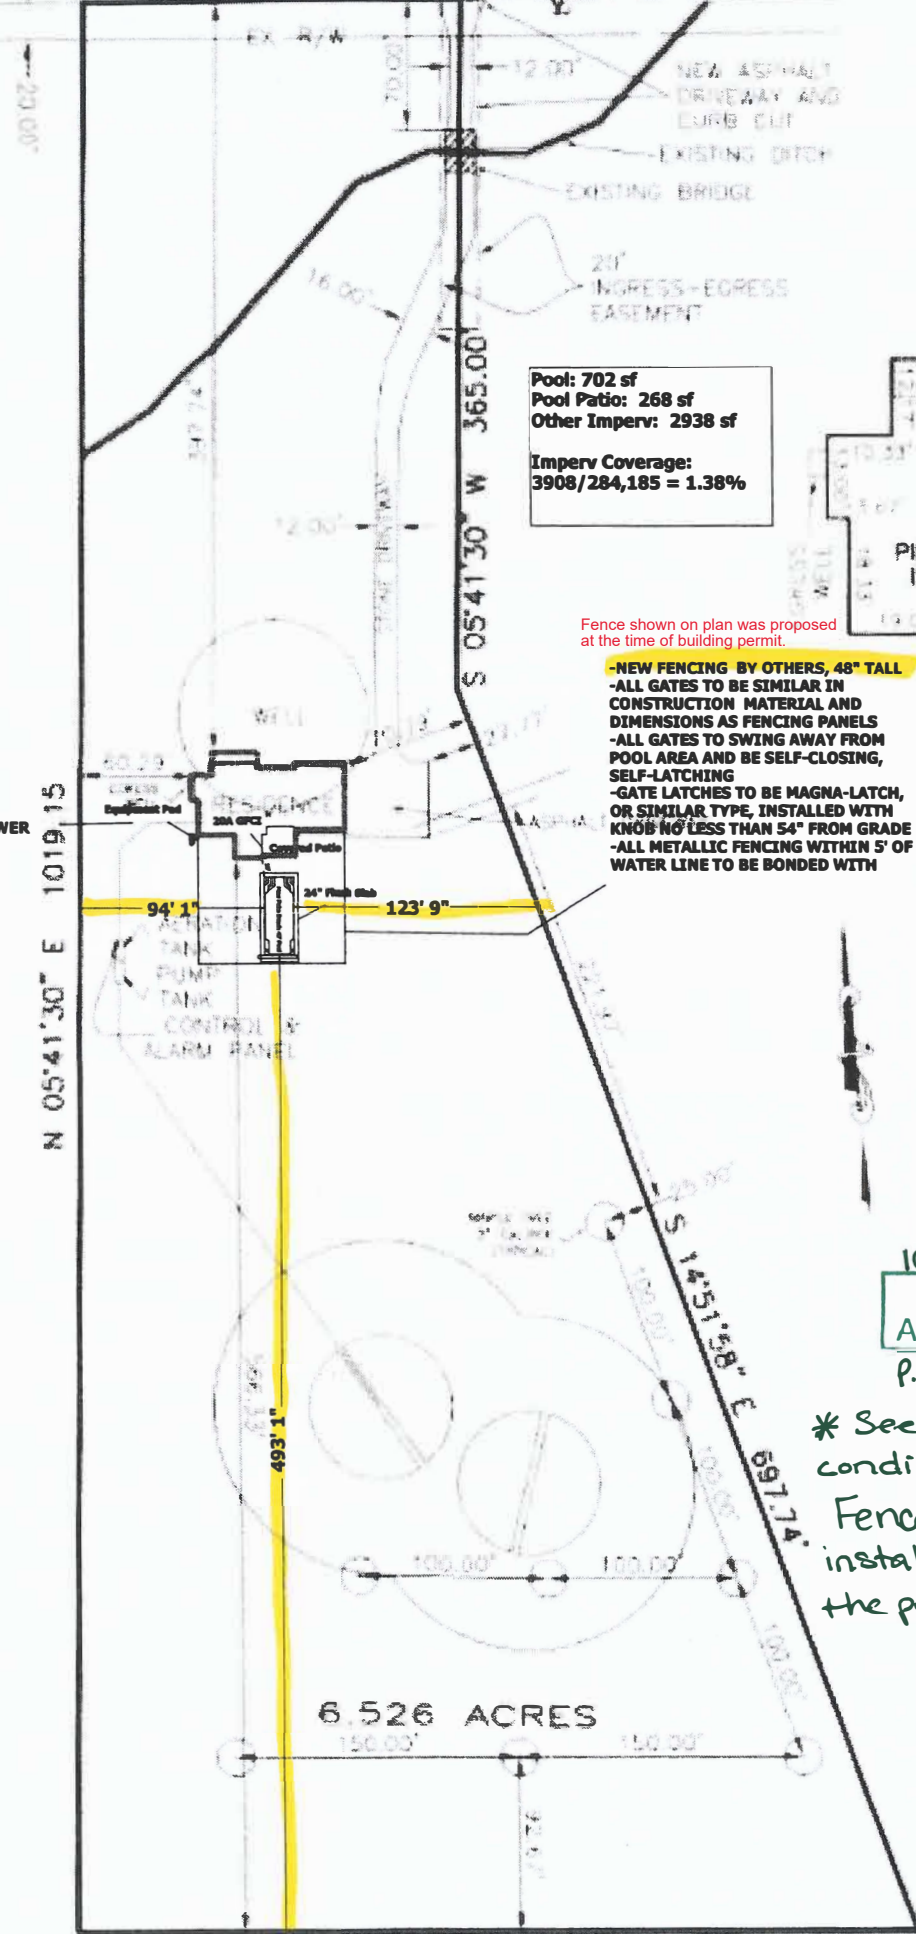 EX R/W
20.00'
70.00'
12.00'
NEW ASPHALT
DRIVEWAY AND
CURB CUT
EXISTING DITCH
EXISTING BRIDGE
20'
INGRESS-EGRESS
EASEMENT
16.00'
S 05°41'30" W 365.00'
Pool: 702 sf
Pool Patio: 268 sf
Other Imperv: 2938 sf
Imperv Coverage:
3908/284,185 = 1.38%
12.00'
WELL
Fence shown on plan was proposed
at the time of building permit.
-NEW FENCING BY OTHERS, 48" TALL
-ALL GATES TO BE SIMILAR IN
CONSTRUCTION MATERIAL AND
DIMENSIONS AS FENCING PANELS
-ALL GATES TO SWING AWAY FROM
POOL AREA AND BE SELF-CLOSING,
SELF-LATCHING
-GATE LATCHES TO BE MAGNA-LATCH,
OR SIMILAR TYPE, INSTALLED WITH
KNOB NO LESS THAN 54" FROM GRADE
-ALL METALLIC FENCING WITHIN 5' OF
WATER LINE TO BE BONDED WITH
WELL
RESIDENCE
Equipment Pad
20A GFCI
Covered Patio
24" Flush Slab
WER
N 05°41'30" E 1019.15
94' 1"
123' 9"
AERATION
TANK
PUMP
TANK
CONTROL &
ALARM PANEL
25.00'
S 14°51'58" E 697.74'
100.00'
493' 1"
100.00'
100.00'
100.00'
100.00'
6.526 ACRES
150.00'
150.00'
A
P.
* See
condi
Fenc
instal
the p